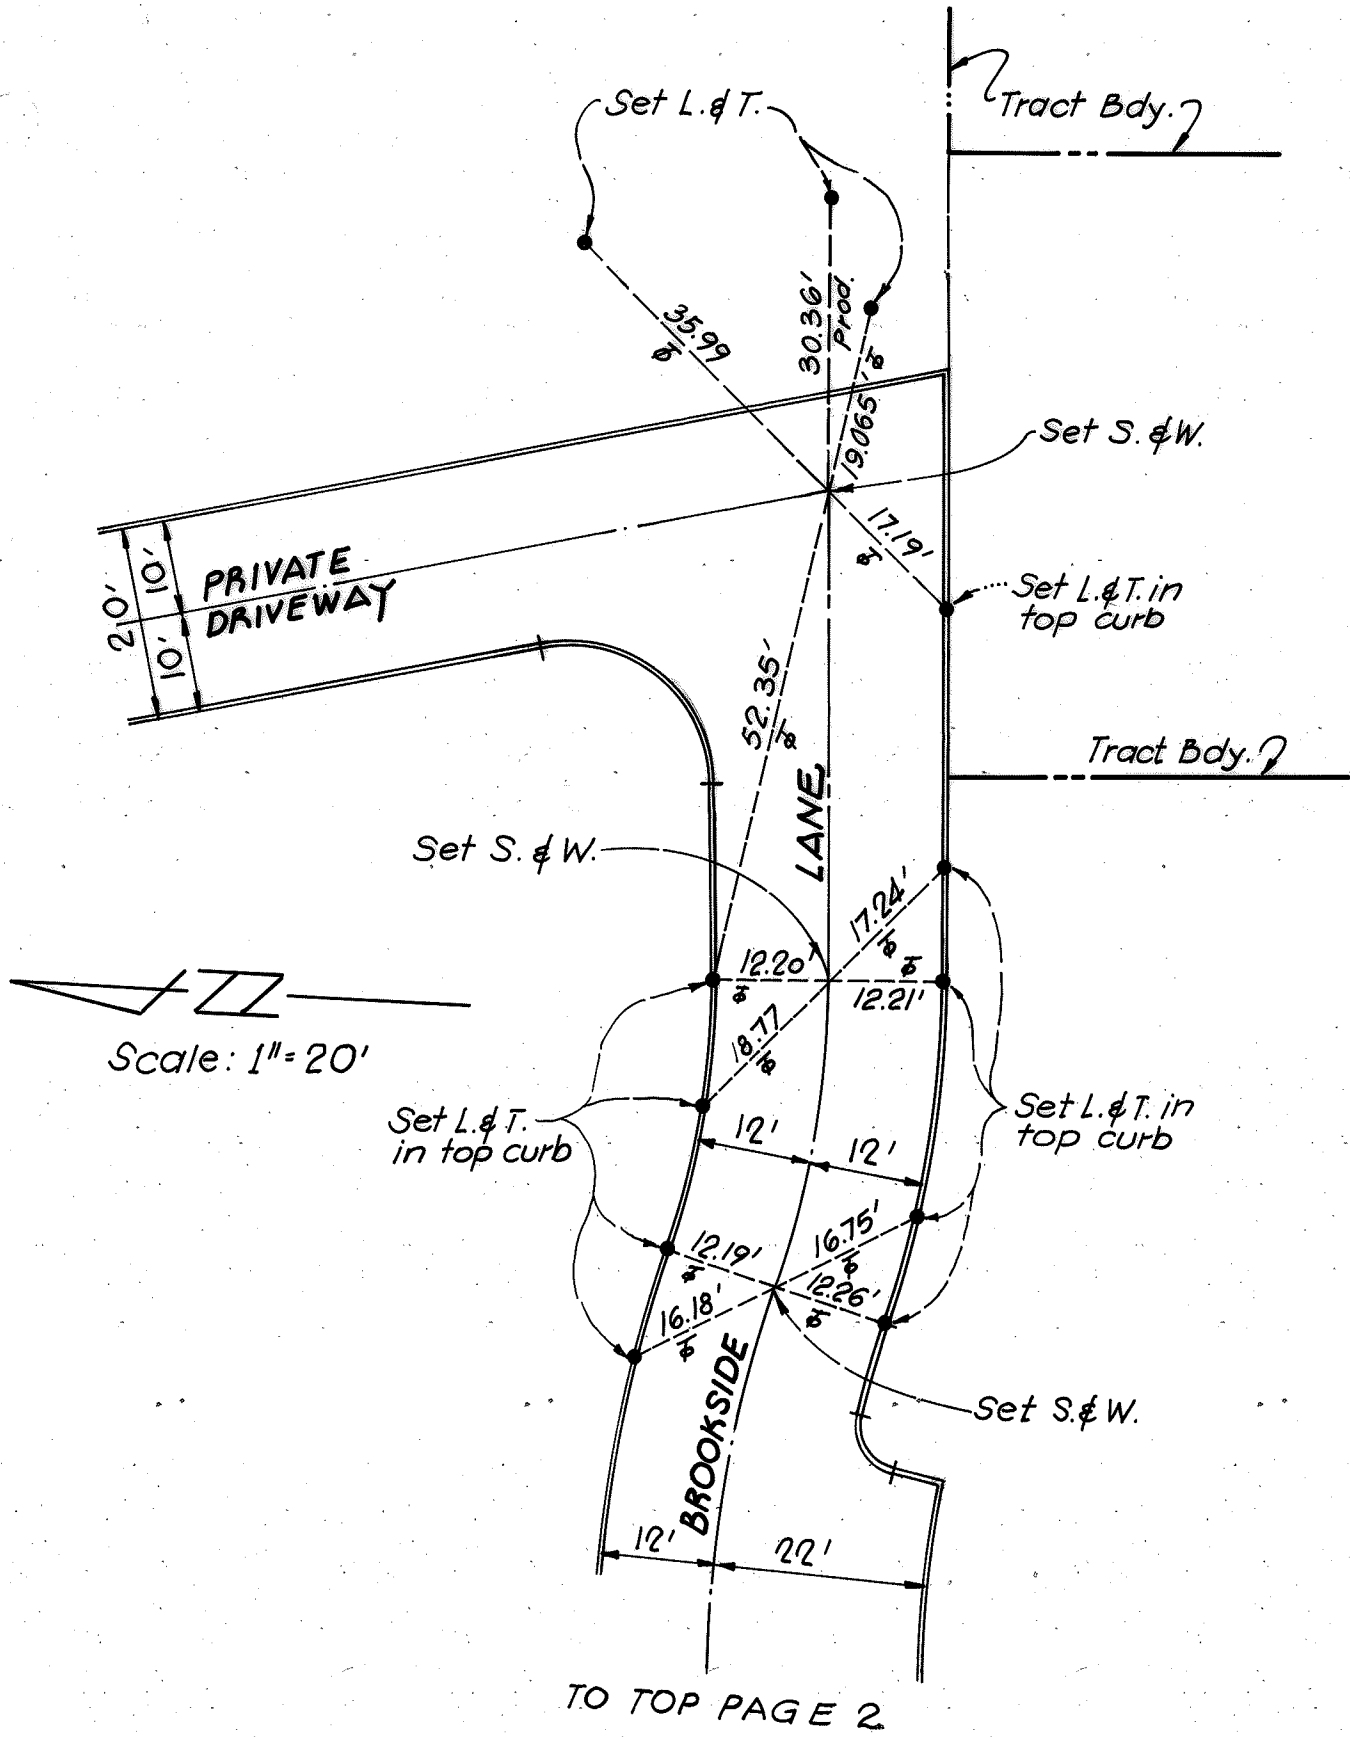 Set L.&T.
Tract Bdy.
30.36'
Prod.
35.99
19.065'
Set S.&W.
17.19'
PRIVATE
DRIVEWAY
10'
20'
10'
Set L.&T. in
top curb
52.35'
Tract Bdy.
LANE
Set S. & W.
17.24'
12.20'
12.21'
18.77
Scale: 1"=20'
Set L.&T.
in top curb
Set L.&T. in
top curb
12'
12'
16.75'
12.19'
12.26'
16.18'
BROOKSIDE
Set S.&W.
12'
22'
TO TOP PAGE 2